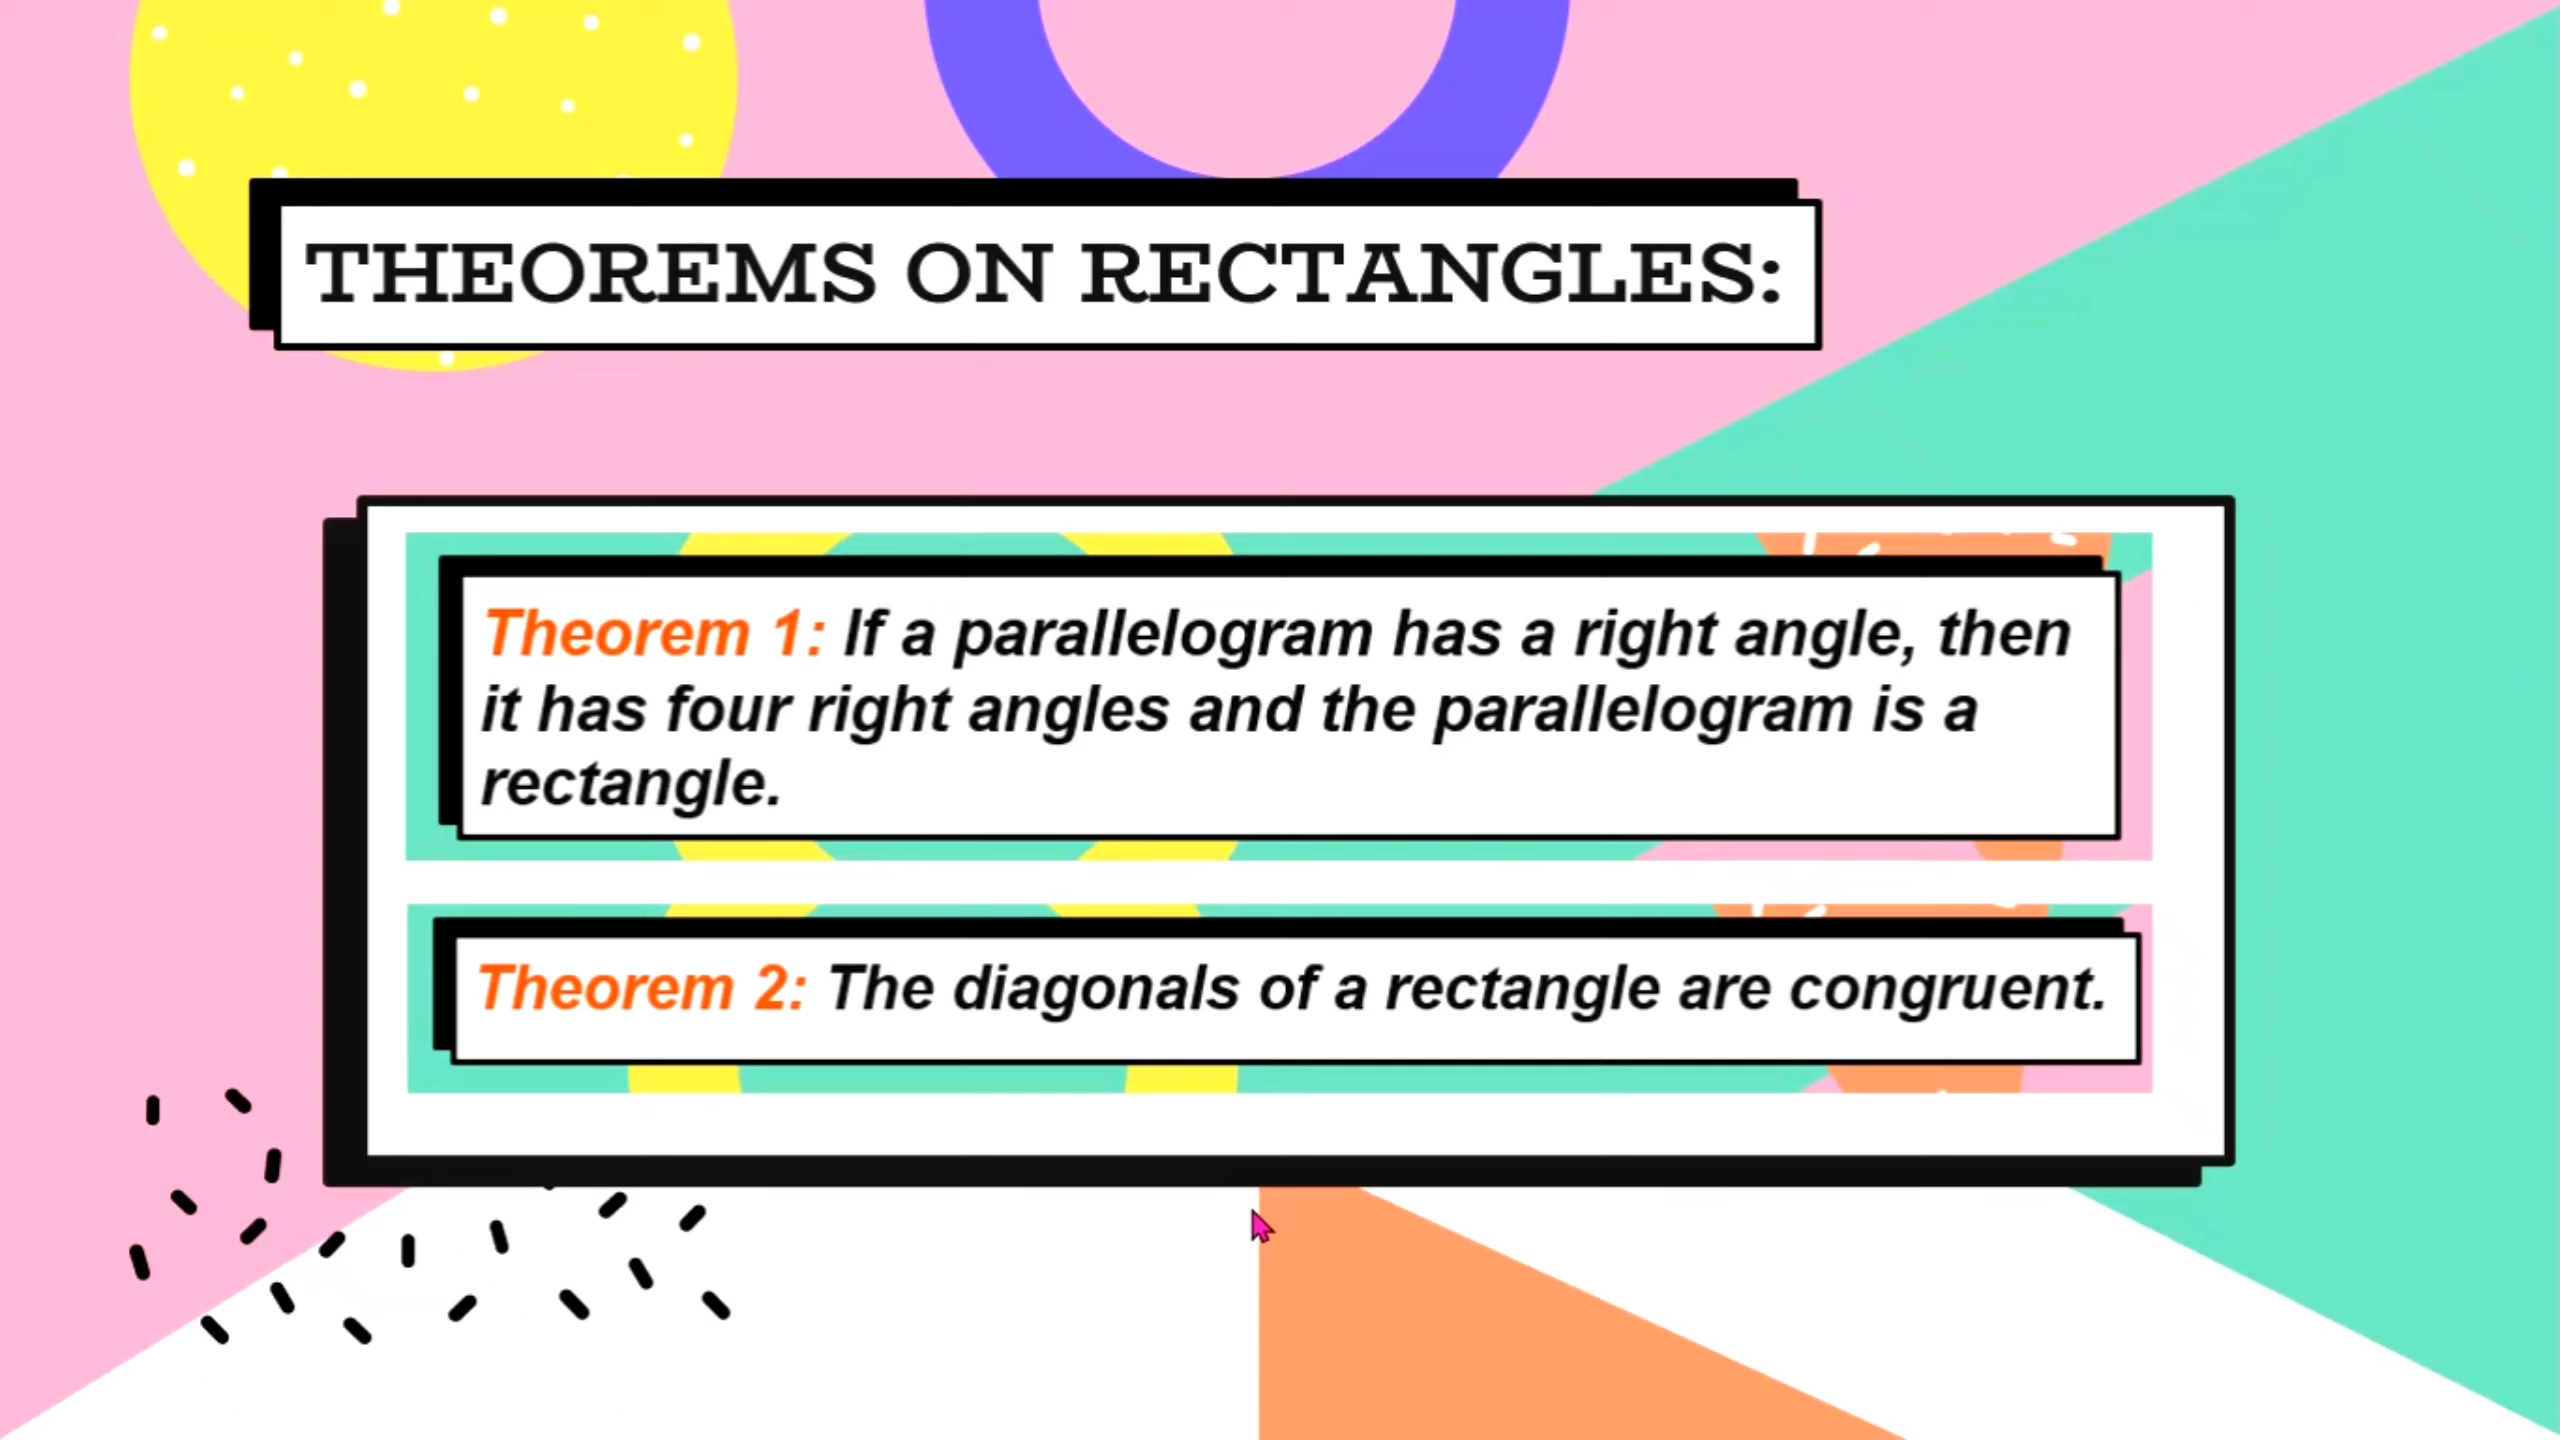 THEOREMS ON RECTANGLES:
Theorem 1: If a parallelogram has a right angle, then
it has four right angles and the parallelogram is a
rectangle.
Theorem 2: The diagonals of a rectangle are congruent.